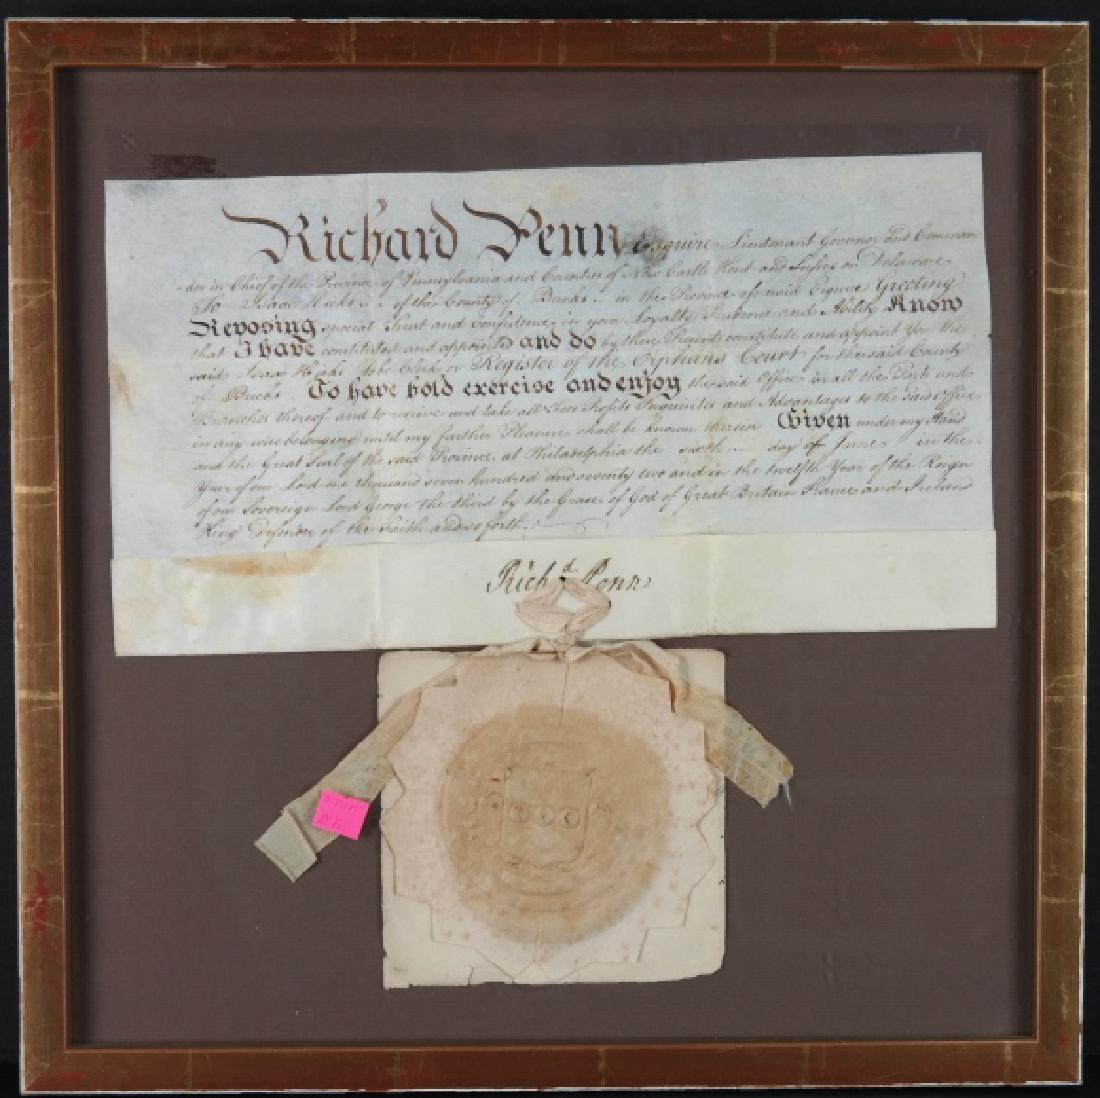 Richard Penn Esquire Lieutenant Governor and Comman
der in Chief of the Province of Pennsylvania and Counties of New Castle Kent and Sussex on Delaware
To Isaac Hicks of the County of Bucks in the Province aforesaid Esquire Greeting
Reposing special Trust and Confidence in your Loyalty Prudence and Ability Know
that I have constituted and appointed and do by these Presents constitute and appoint You the
said Isaac Hicks to be Clerk or Register of the Orphans Court for the said County
of Bucks To have hold exercise and enjoy the said Office in all the Parts and
Branches thereof and to receive and take all Fees Profits Perquisites and Advantages to the said Office
in any wise belonging until my further Pleasure shall be known therein Given under my Hand
and the Great Seal of the said Province at Philadelphia the sixth day of June in the
Year of our Lord one thousand seven hundred and seventy two and in the twelfth Year of the Reign
of our Sovereign Lord George the third by the Grace of God of Great Britain France and Ireland
King Defender of the Faith and so forth.
Richd Penn